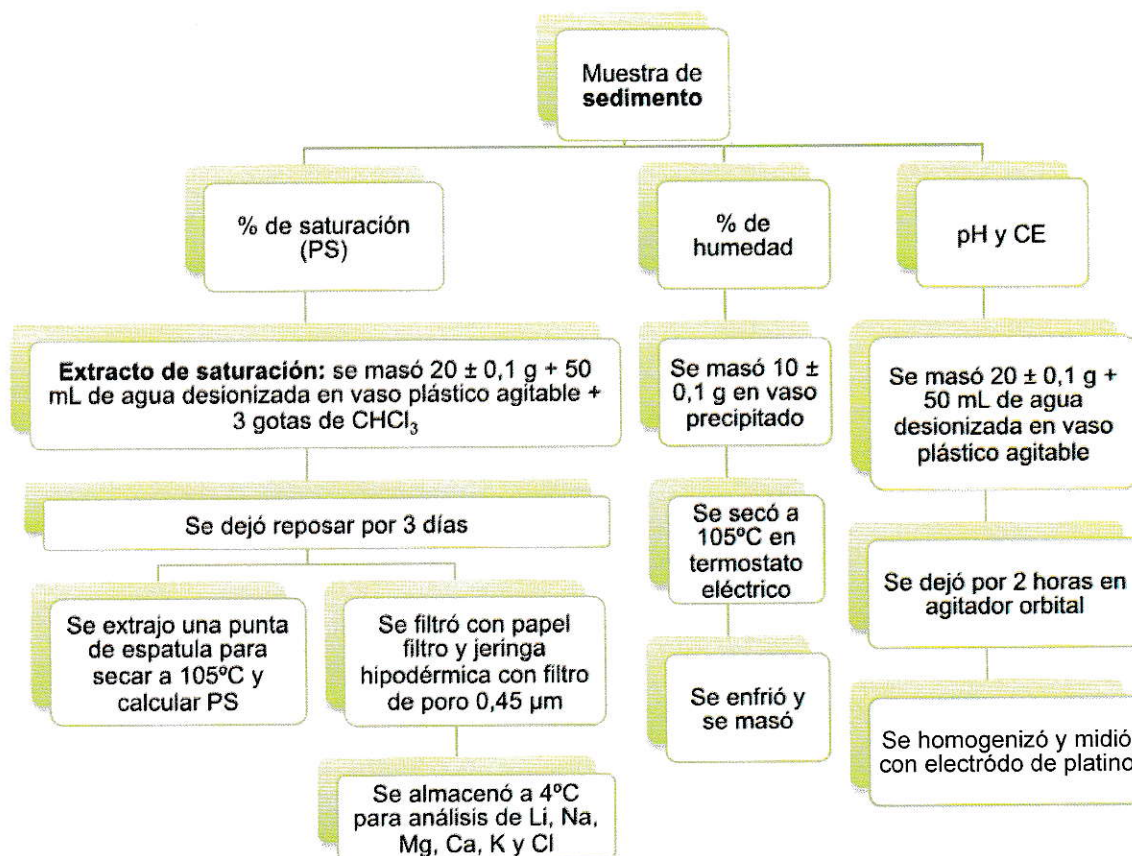 Muestra de
sedimento
% de saturación
(PS)
% de
humedad
pH y CE
Extracto de saturación: se masó 20 ± 0,1 g + 50
mL de agua desionizada en vaso plástico agitable +
3 gotas de CHCl₃
Se masó 10 ±
0,1 g en vaso
precipitado
Se masó 20 ± 0,1 g +
50 mL de agua
desionizada en vaso
plástico agitable
Se dejó reposar por 3 días
Se secó a
105ºC en
termostato
eléctrico
Se dejó por 2 horas en
agitador orbital
Se extrajo una punta
de espatula para
secar a 105ºC y
calcular PS
Se filtró con papel
filtro y jeringa
hipodérmica con filtro
de poro 0,45 µm
Se enfrió y
se masó
Se homogenizó y midió
con electródo de platino
Se almacenó a 4ºC
para análisis de Li, Na,
Mg, Ca, K y Cl